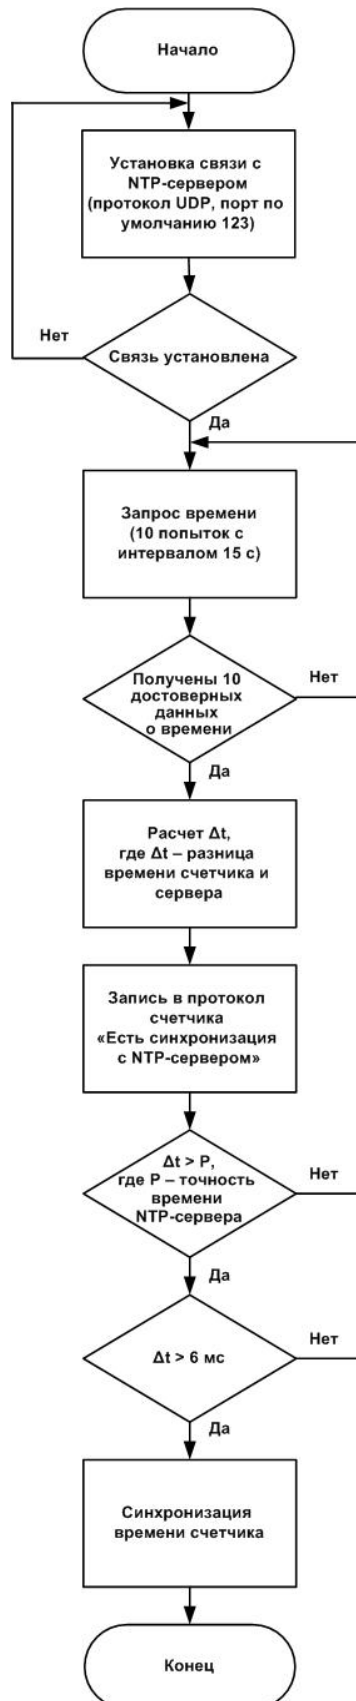 Начало
Установка связи с
NTP-сервером
(протокол UDP, порт по
умолчанию 123)
Нет
Связь установлена
Да
Запрос времени
(10 попыток с
интервалом 15 с)
Получены 10
достоверных
данных
о времени
Нет
Да
Расчет Δt,
где Δt – разница
времени счетчика и
сервера
Запись в протокол
счетчика
«Есть синхронизация
с NTP-сервером»
Δt > P,
где P – точность
времени
NTP-сервера
Нет
Да
Δt > 6 мс
Нет
Да
Синхронизация
времени счетчика
Конец